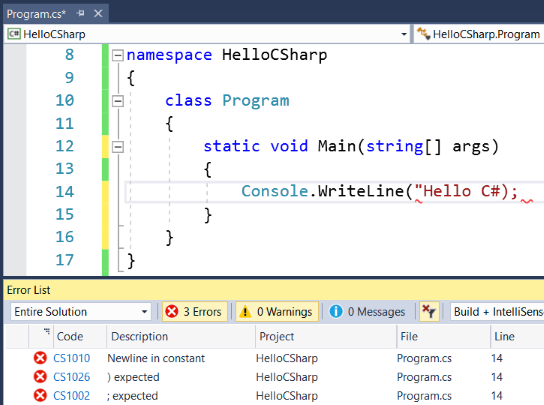 Program.cs*
HelloCSharp HelloCSharp.Program
8 namespace HelloCSharp
9 {
10 class Program
11 {
12 static void Main(string[] args)
13 {
14 Console.WriteLine("Hello C#);
15 }
16 }
17 }
Error List
Entire Solution 3 Errors 0 Warnings 0 Messages Build + IntelliSens
Code Description Project File Line
CS1010 Newline in constant HelloCSharp Program.cs 14
CS1026 ) expected HelloCSharp Program.cs 14
CS1002 ; expected HelloCSharp Program.cs 14